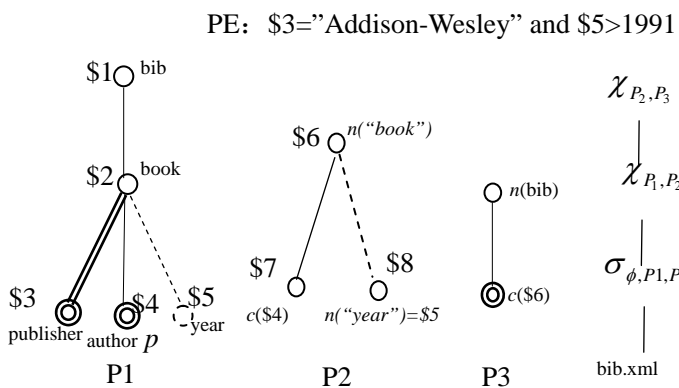 PE: $3=”Addison-Wesley” and $5>1991
$1 bib
$2 book
$3 publisher
$4 author p
$5 year
P1
$6 n(“book”)
$7 c($4)
$8 n(“year”)=$5
P2
n(bib)
c($6)
P3
χ P2,P3
χ P1,P2
σ ϕ,P1,P
bib.xml